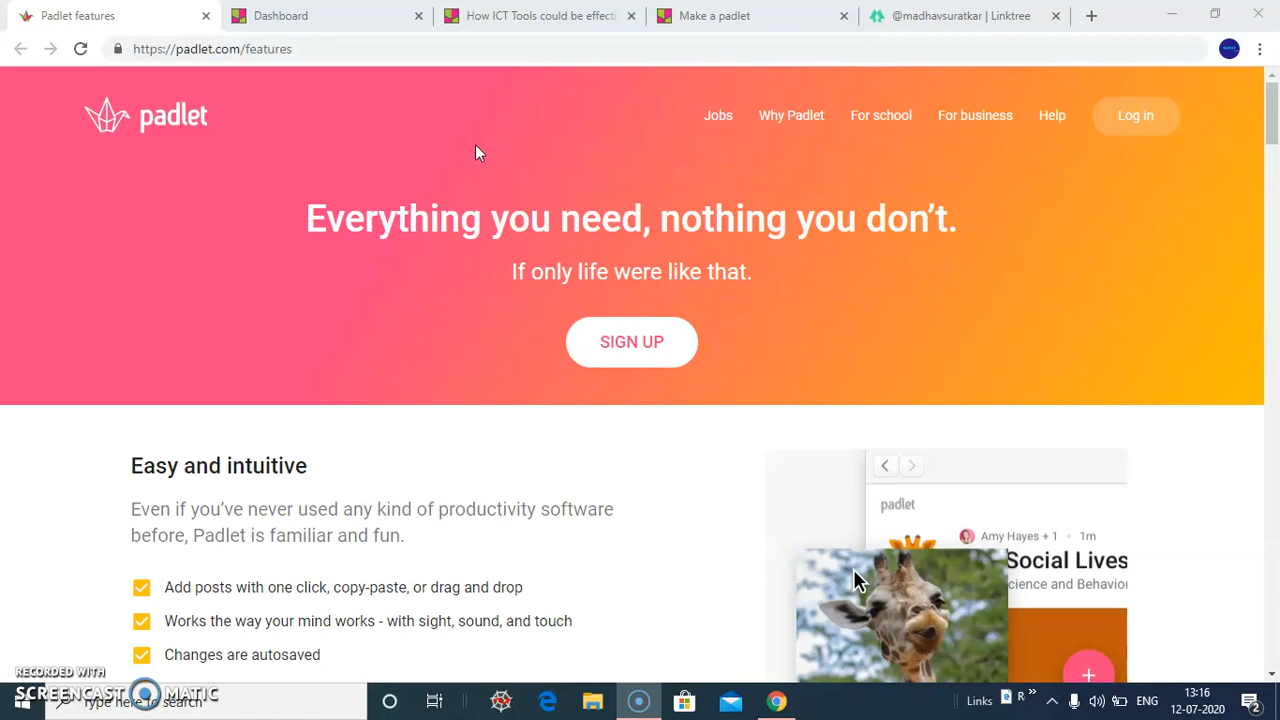 Padlet features
Dashboard
How ICT Tools could be effecti
Make a padlet
@madhavsuratkar | Linktree
https://padlet.com/features
padlet
Jobs
Why Padlet
For school
For business
Help
Log in
Everything you need, nothing you don't.
If only life were like that.
SIGN UP
Easy and intuitive
Even if you've never used any kind of productivity software
before, Padlet is familiar and fun.
Add posts with one click, copy-paste, or drag and drop
Works the way your mind works - with sight, sound, and touch
Changes are autosaved
padlet
Amy Hayes + 1 • 1m
Social Lives
cience and Behavior
RECORDED WITH
SCREENCAST MATIC
Type here to search
Links
R
ENG
13:16
12-07-2020
2